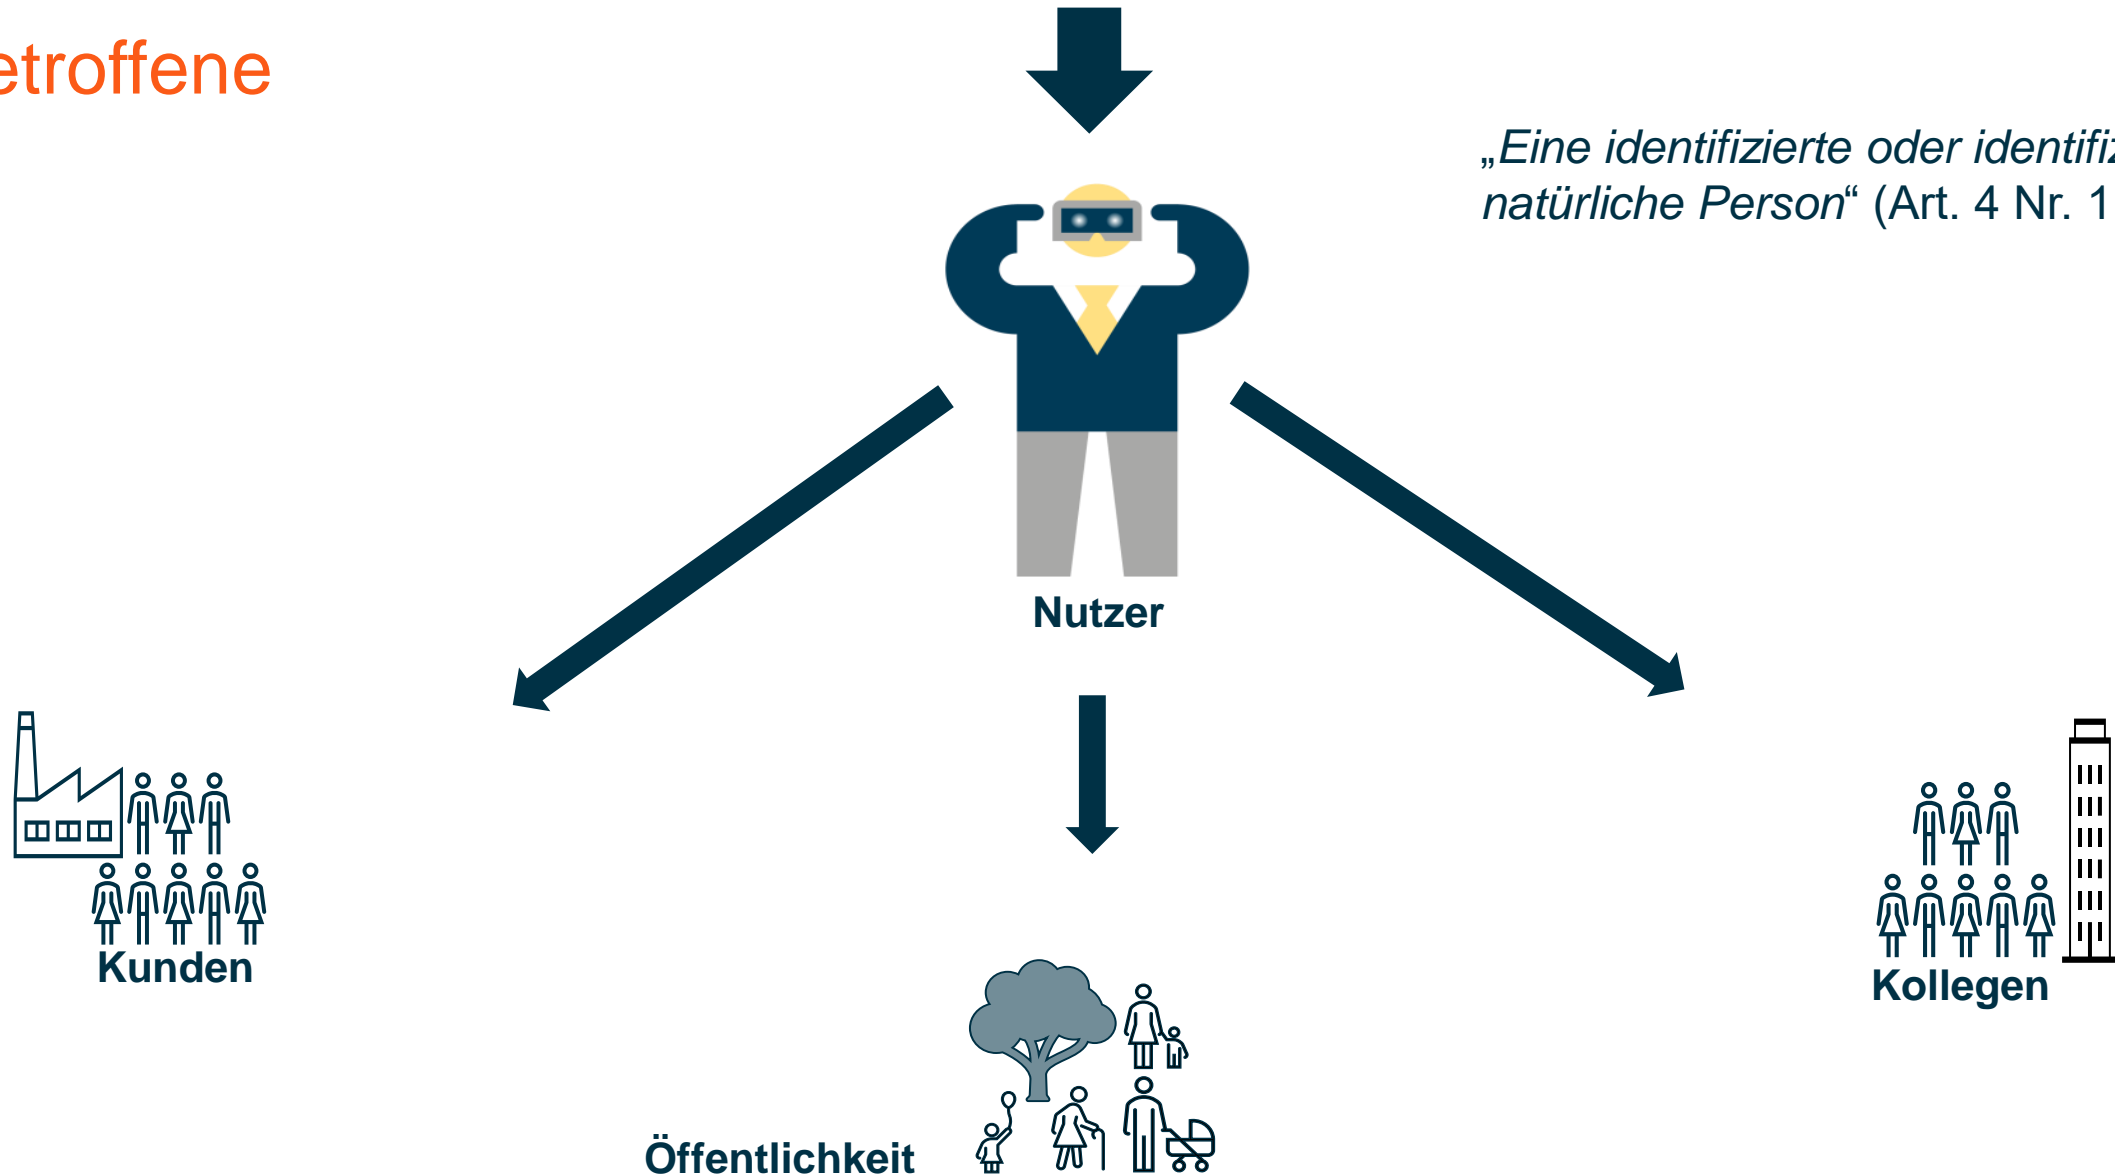 etroffene
„Eine identifizierte oder identifiz
natürliche Person“ (Art. 4 Nr. 1
Nutzer
Kunden
Kollegen
Öffentlichkeit